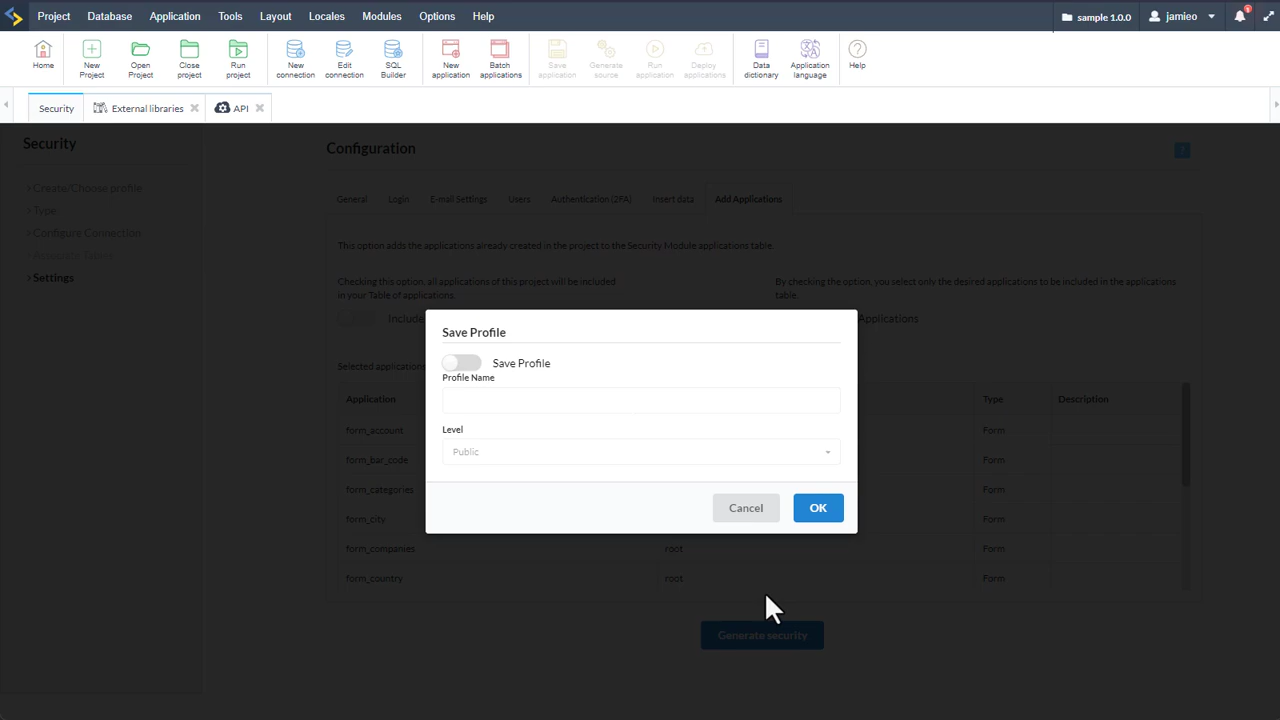 Project Database Application Tools Layout Locales Modules Options Help sample 1.0.0 jamieo 1
Home New Project Open Project Close project Run project New connection Edit connection SQL Builder New application Batch applications Save application Generate source Run application Deploy applications Data dictionary Application language Help
Security External libraries API
Security
Create/Choose profile
Type
Configure Connection
Associate Tables
Settings
Configuration
General Login E-mail Settings Users Authentication (2FA) Insert data Add Applications
This option adds the applications already created in the project to the Security Module applications table.
Checking this option, all applications of this project will be included
in your Table of applications.
By checking the option, you select only the desired applications to be included in the applications
table.
Include
Applications
Selected applications
Application Type Description
form_account Form
form_bar_code Form
form_categories Form
form_city Form
form_companies root Form
form_country root Form
Generate security
Save Profile
Save Profile
Profile Name
Level
Public
Cancel OK